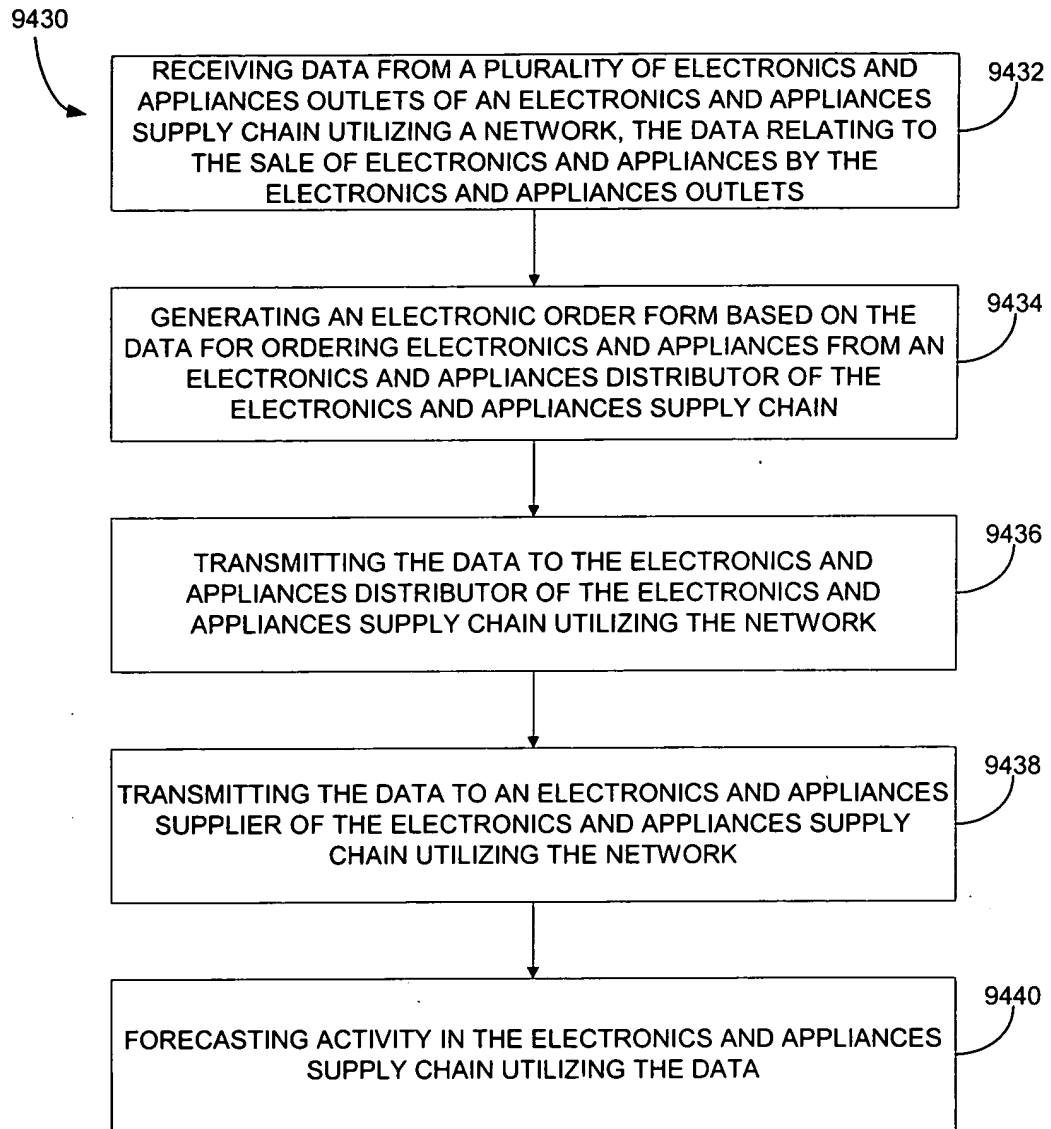 9430
RECEIVING DATA FROM A PLURALITY OF ELECTRONICS AND
APPLIANCES OUTLETS OF AN ELECTRONICS AND APPLIANCES
SUPPLY CHAIN UTILIZING A NETWORK, THE DATA RELATING TO
THE SALE OF ELECTRONICS AND APPLIANCES BY THE
ELECTRONICS AND APPLIANCES OUTLETS
9432
GENERATING AN ELECTRONIC ORDER FORM BASED ON THE
DATA FOR ORDERING ELECTRONICS AND APPLIANCES FROM AN
ELECTRONICS AND APPLIANCES DISTRIBUTOR OF THE
ELECTRONICS AND APPLIANCES SUPPLY CHAIN
9434
TRANSMITTING THE DATA TO THE ELECTRONICS AND
APPLIANCES DISTRIBUTOR OF THE ELECTRONICS AND
APPLIANCES SUPPLY CHAIN UTILIZING THE NETWORK
9436
TRANSMITTING THE DATA TO AN ELECTRONICS AND APPLIANCES
SUPPLIER OF THE ELECTRONICS AND APPLIANCES SUPPLY
CHAIN UTILIZING THE NETWORK
9438
FORECASTING ACTIVITY IN THE ELECTRONICS AND APPLIANCES
SUPPLY CHAIN UTILIZING THE DATA
9440